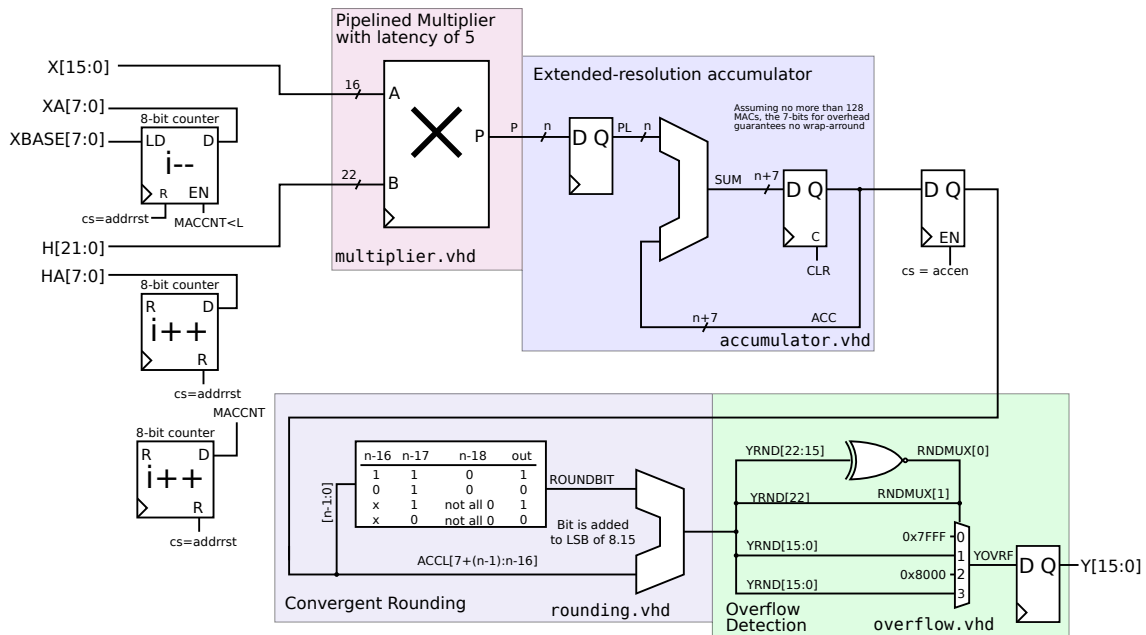 Pipelined Multiplier
with latency of 5
X[15:0]
XA[7:0]
XBASE[7:0]
8-bit counter
LD
D
i--
R
EN
cs=addrrst
MACCNT<L
H[21:0]
HA[7:0]
8-bit counter
R
D
i++
R
cs=addrrst
MACCNT
8-bit counter
R
D
i++
R
cs=addrrst
16
A
22
B
P
multiplier.vhd
Extended-resolution accumulator
Assuming no more than 128
MACs, the 7-bits for overhead
guarantees no wrap-arround
P
n
D Q
PL
n
SUM
n+7
D Q
C
CLR
n+7
ACC
accumulator.vhd
D Q
EN
cs = accen
n-16 n-17 n-18 out
1 1 0 1
0 1 0 0
x 1 not all 0 1
x 0 not all 0 0
[n-1:0]
ROUNDBIT
Bit is added
to LSB of 8.15
ACCL[7+(n-1):n-16]
Convergent Rounding
rounding.vhd
YRND[22:15]
RNDMUX[0]
YRND[22]
RNDMUX[1]
0x7FFF
0
YRND[15:0]
1
0x8000
2
YRND[15:0]
3
YOVRF
D Q
Y[15:0]
Overflow
Detection
overflow.vhd